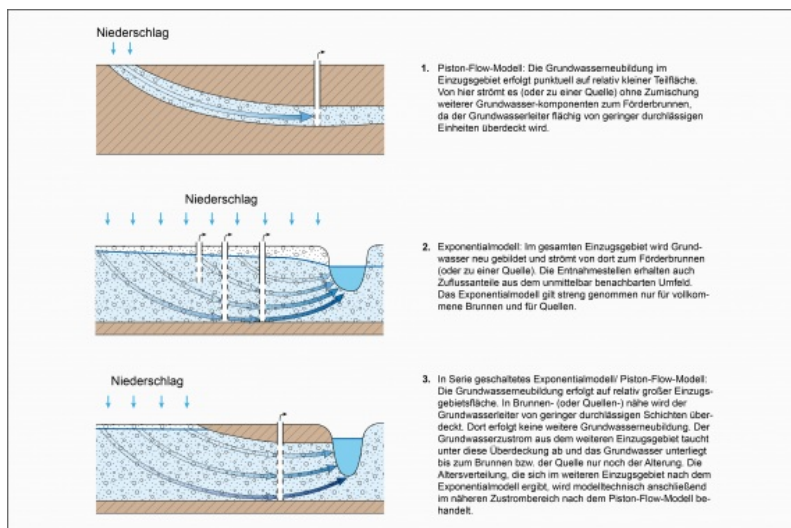 Niederschlag
1. Piston-Flow-Modell: Die Grundwasserneubildung im
Einzugsgebiet erfolgt punktuell auf relativ kleiner Teilfläche.
Von hier strömt es (oder zu einer Quelle) ohne Zumischung
weiterer Grundwasser-komponenten zum Förderbrunnen,
da der Grundwasserleiter flächig von geringer durchlässigen
Einheiten überdeckt wird.
Niederschlag
2. Exponentialmodell: Im gesamten Einzugsgebiet wird Grund-
wasser neu gebildet und strömt von dort zum Förderbrunnen
(oder zu einer Quelle). Die Entnahmestellen erhalten auch
Zuflussanteile aus dem unmittelbar benachbarten Umfeld.
Das Exponentialmodell gilt streng genommen nur für vollkom-
mene Brunnen und für Quellen.
Niederschlag
3. In Serie geschaltetes Exponentialmodell/ Piston-Flow-Modell:
Die Grundwasserneubildung erfolgt auf relativ großer Einzugs-
gebietsfläche. In Brunnen- (oder Quellen-) nähe wird der
Grundwasserleiter von geringer durchlässigen Schichten über-
deckt. Dort erfolgt keine weitere Grundwasserneubildung. Der
Grundwasserzustrom aus dem weiteren Einzugsgebiet taucht
unter diese Überdeckung ab und das Grundwasser unterliegt
bis zum Brunnen bzw. der Quelle nur noch der Alterung. Die
Altersverteilung, die sich im weiteren Einzugsgebiet nach dem
Exponentialmodell ergibt, wird modelltechnisch anschließend
im näheren Zustrombereich nach dem Piston-Flow-Modell be-
handelt.